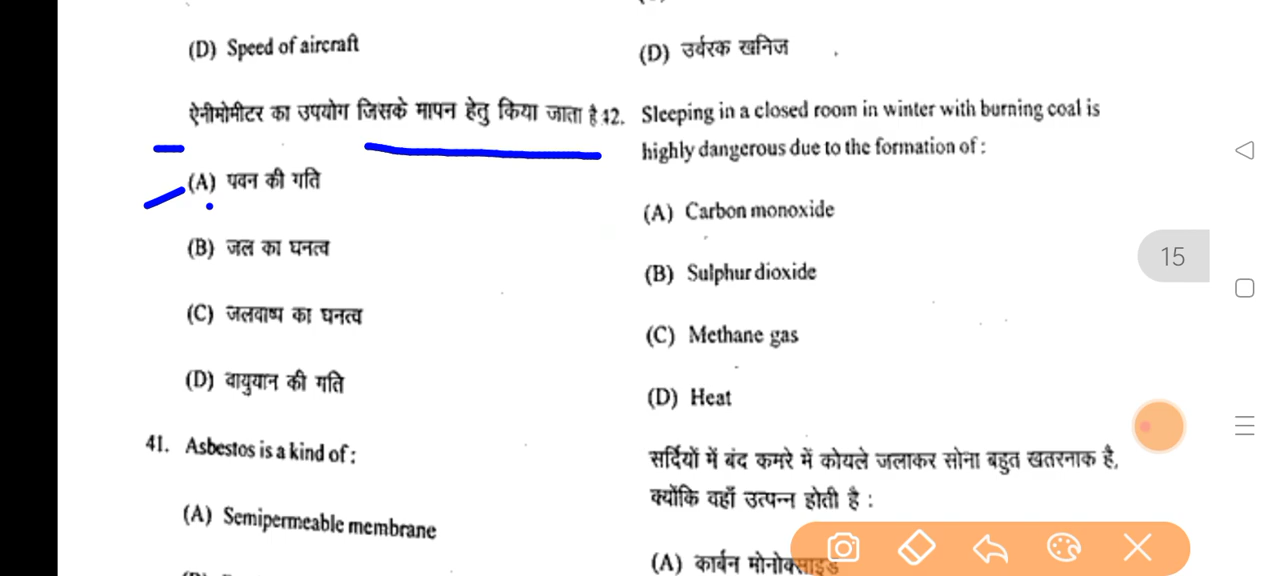 (D) Speed of aircraft
ऐनीमोमीटर का उपयोग जिसके मापन हेतु किया जाता है
(A) पवन की गति
(B) जल का घनत्व
(C) जलवाष्प का घनत्व
(D) वायुयान की गति
41. Asbestos is a kind of :
(A) Semipermeable membrane
(D) उर्वरक खनिज
42. Sleeping in a closed room in winter with burning coal is
highly dangerous due to the formation of :
(A) Carbon monoxide
(B) Sulphur dioxide
(C) Methane gas
(D) Heat
सर्दियों में बंद कमरे में कोयले जलाकर सोना बहुत खतरनाक है,
क्योंकि वहाँ उत्पन्न होती है :
(A) कार्बन मोनोक्साइड
15